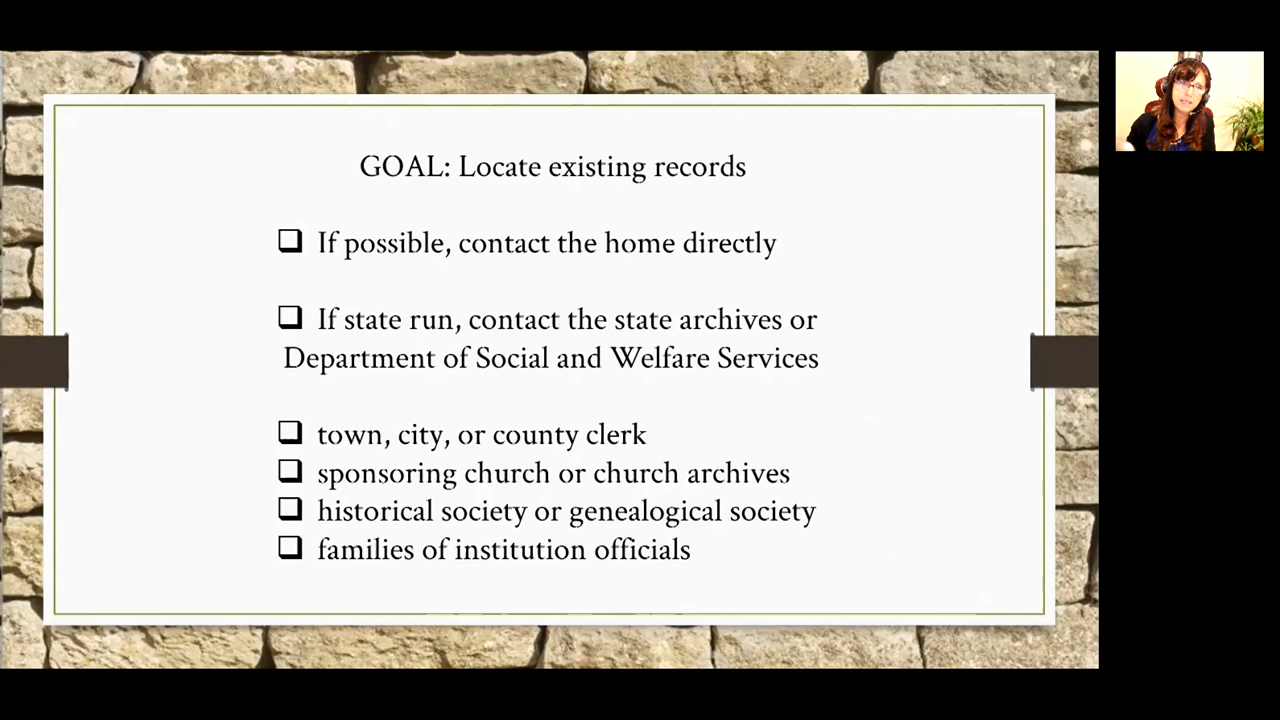 GOAL: Locate existing records
❑ If possible, contact the home directly
❑ If state run, contact the state archives or
Department of Social and Welfare Services
❑ town, city, or county clerk
❑ sponsoring church or church archives
❑ historical society or genealogical society
❑ families of institution officials